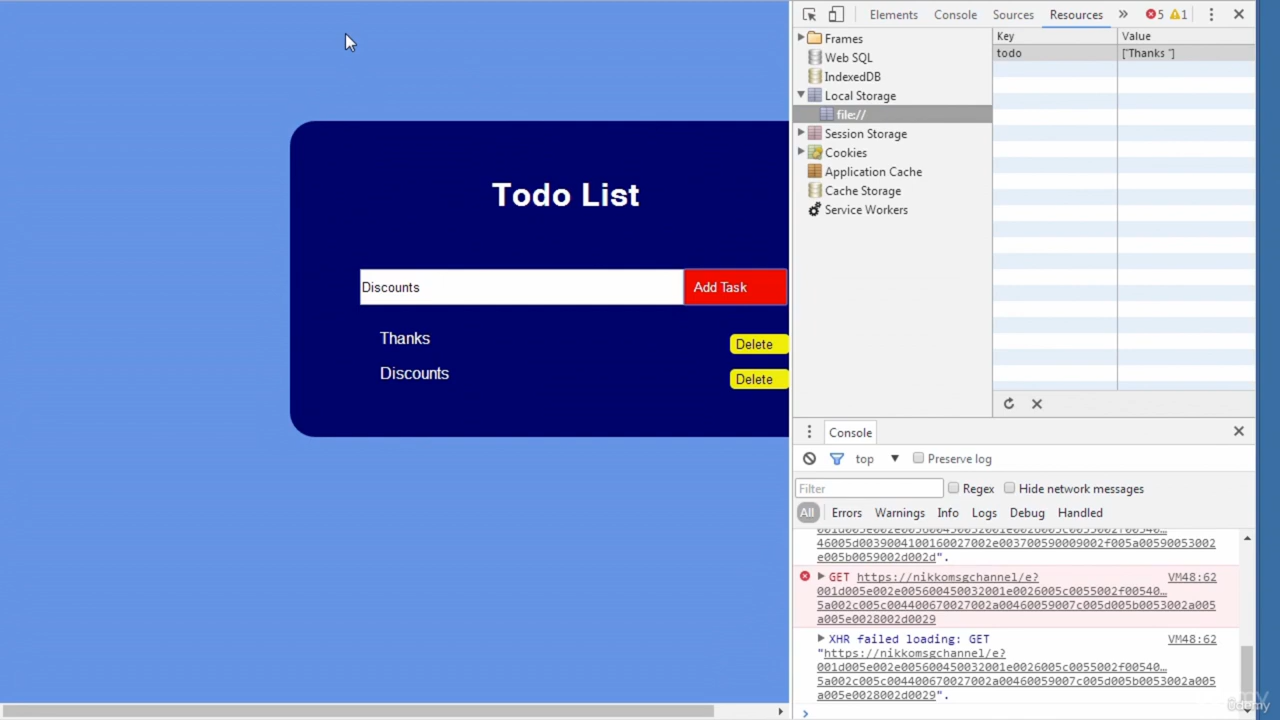 Elements Console Sources Resources » 5 1
Frames
Web SQL
IndexedDB
Local Storage
file://
Session Storage
Cookies
Application Cache
Cache Storage
Service Workers
Key Value
todo ["Thanks "]
Todo List
Discounts Add Task
Thanks Delete
Discounts Delete
Console
top Preserve log
Filter Regex Hide network messages
All Errors Warnings Info Logs Debug Handled
46005d0039004100160027002e003700590009002f005a00590053002
e005b0059002d002d".
GET https://nikkomsgchannel/e? VM48:62
001d005e002e005600450032001e0026005c0055002f00540…
5a002c005c004400670027002a00460059007c005d005b0053002a005
a005e0028002d0029
XHR failed loading: GET VM48:62
"https://nikkomsgchannel/e?
001d005e002e005600450032001e0026005c0055002f00540…
5a002c005c004400670027002a00460059007c005d005b0053002a005
a005e0028002d0029".
udemy